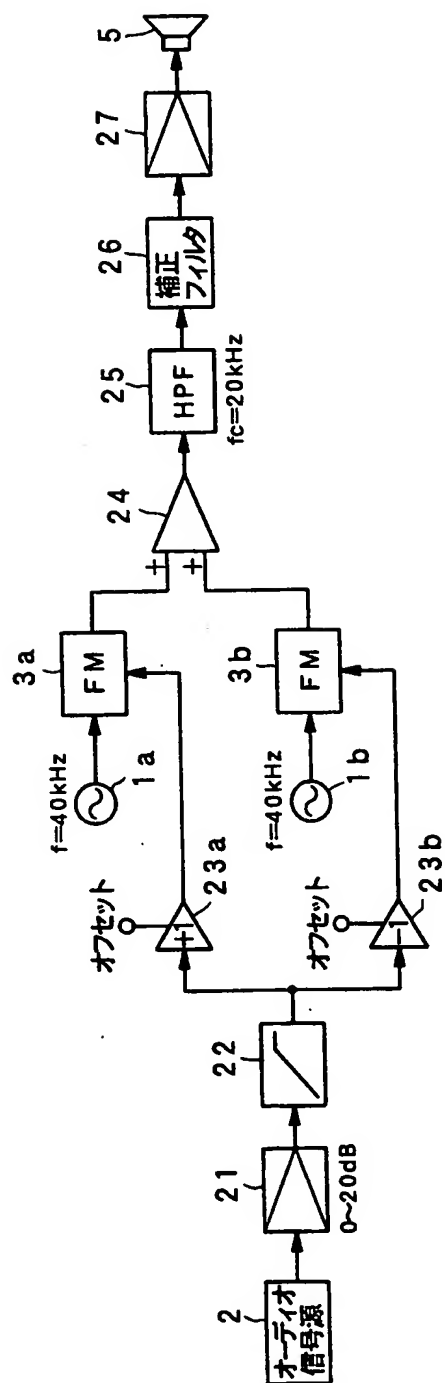 2
オーディオ
信号源
21
0~20dB
22
オフセット
+
23a
オフセット
−
23b
f=40kHz
1a
f=40kHz
1b
3a
FM
3b
FM
+
+
24
25
HPF
fc=20kHz
26
補正
フィルタ
27
5